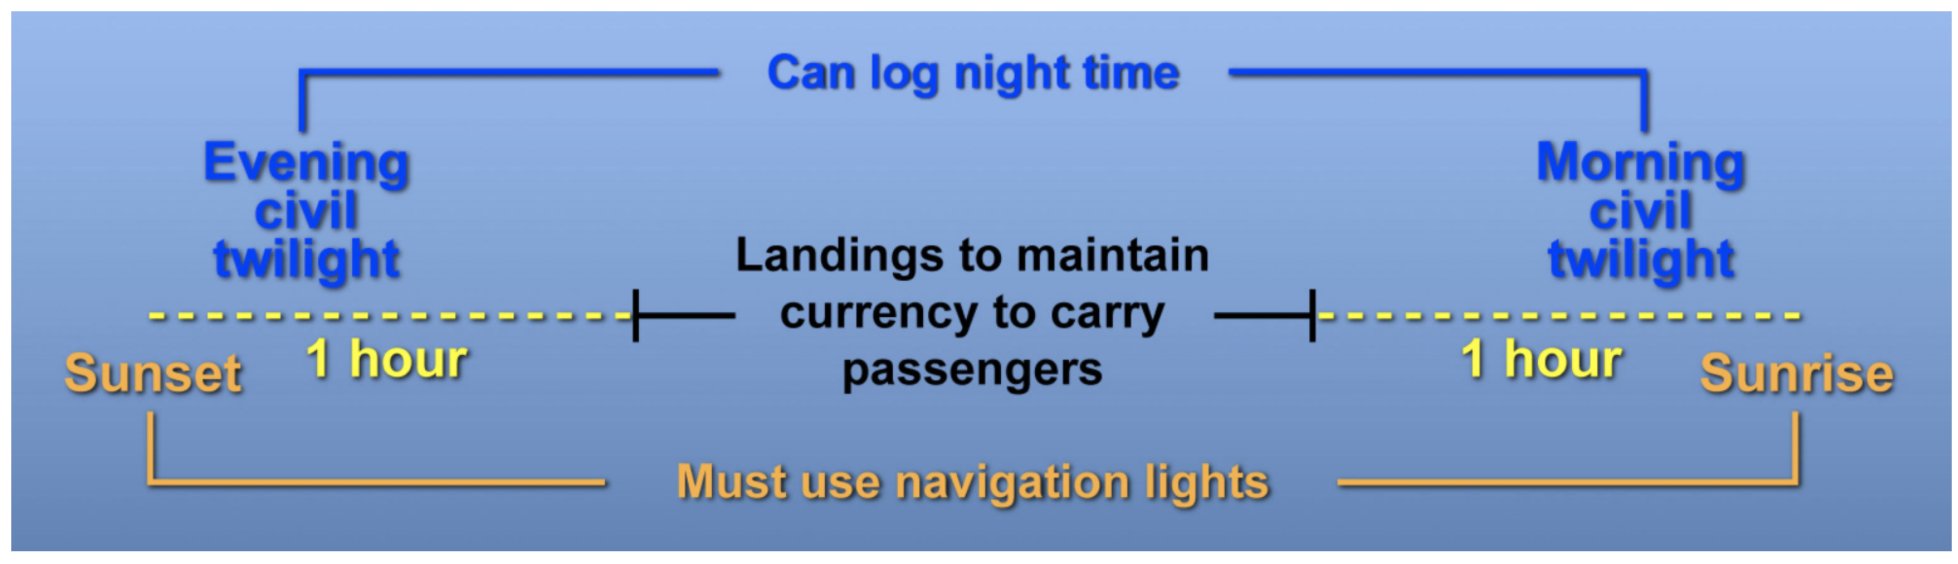 Can log night time
Evening
civil
twilight
Morning
civil
twilight
Landings to maintain
currency to carry
passengers
Sunset
1 hour
1 hour
Sunrise
Must use navigation lights